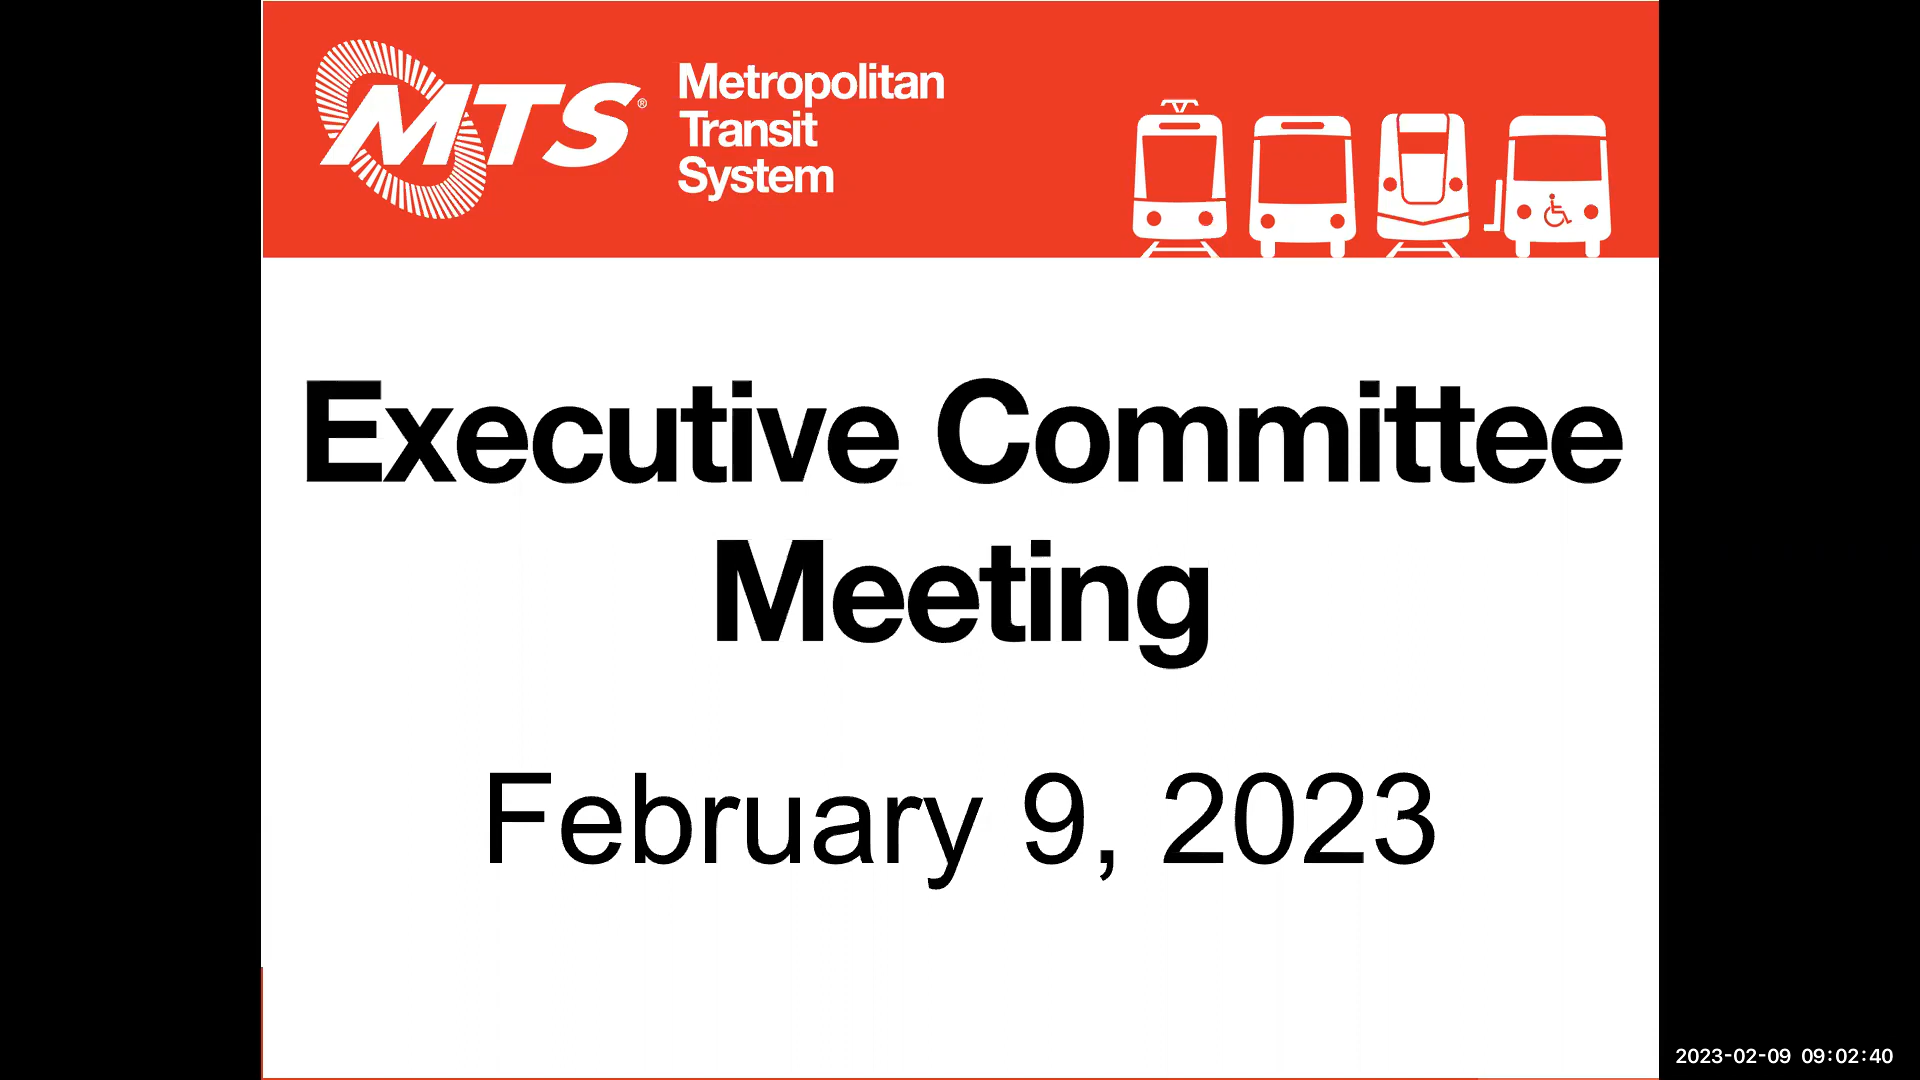 MTS®
Metropolitan
Transit
System
Executive Committee
Meeting
February 9, 2023
2023-02-09 09:02:40